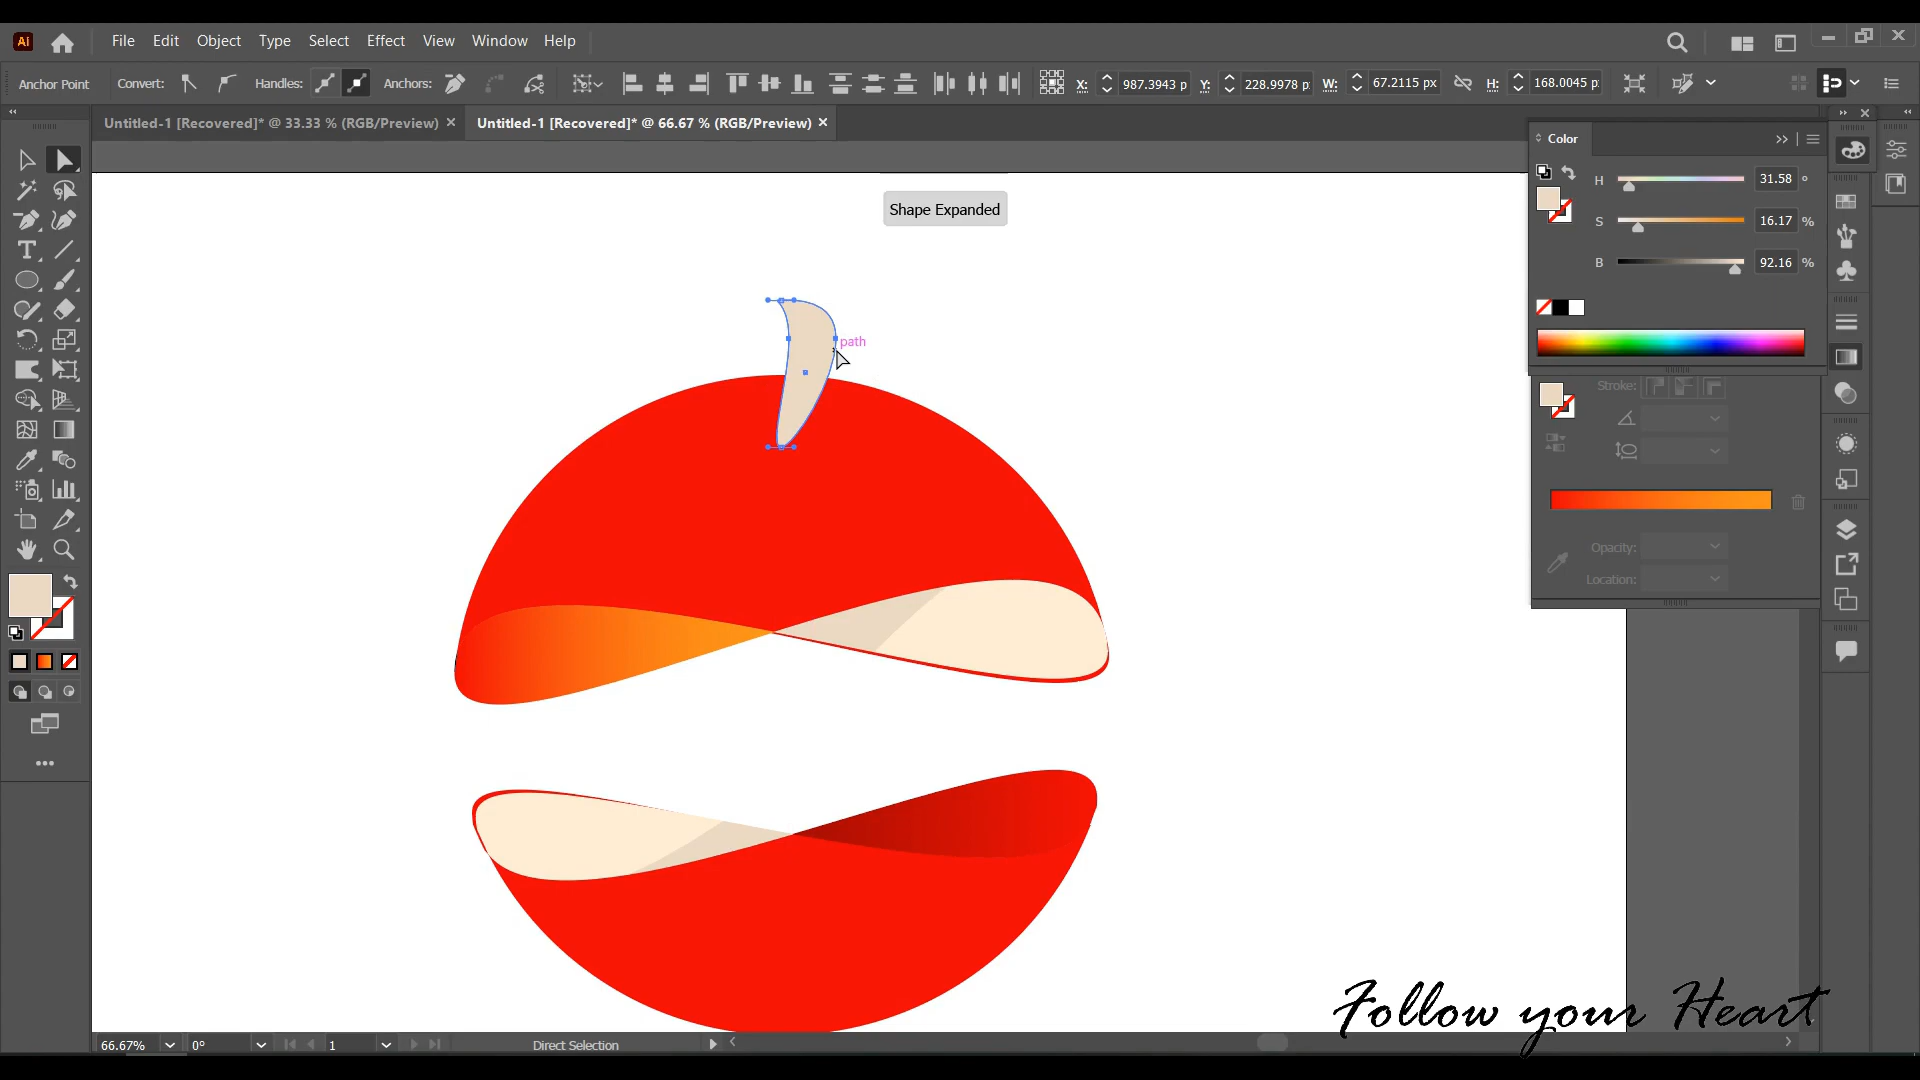 Ai File Edit Object Type Select Effect View Window Help
Anchor Point Convert: Handles: Anchors: X: 987.3943 p Y: 228.9978 p W: 67.2115 px H: 168.0045 p
Untitled-1 [Recovered]* @ 33.33 % (RGB/Preview) × Untitled-1 [Recovered]* @ 66.67 % (RGB/Preview) ×
Color
H 31.58 °
S 16.17 %
B 92.16 %
Shape Expanded
path
Stroke:
Opacity:
Location:
Follow your Heart
66.67% 0° 1 Direct Selection